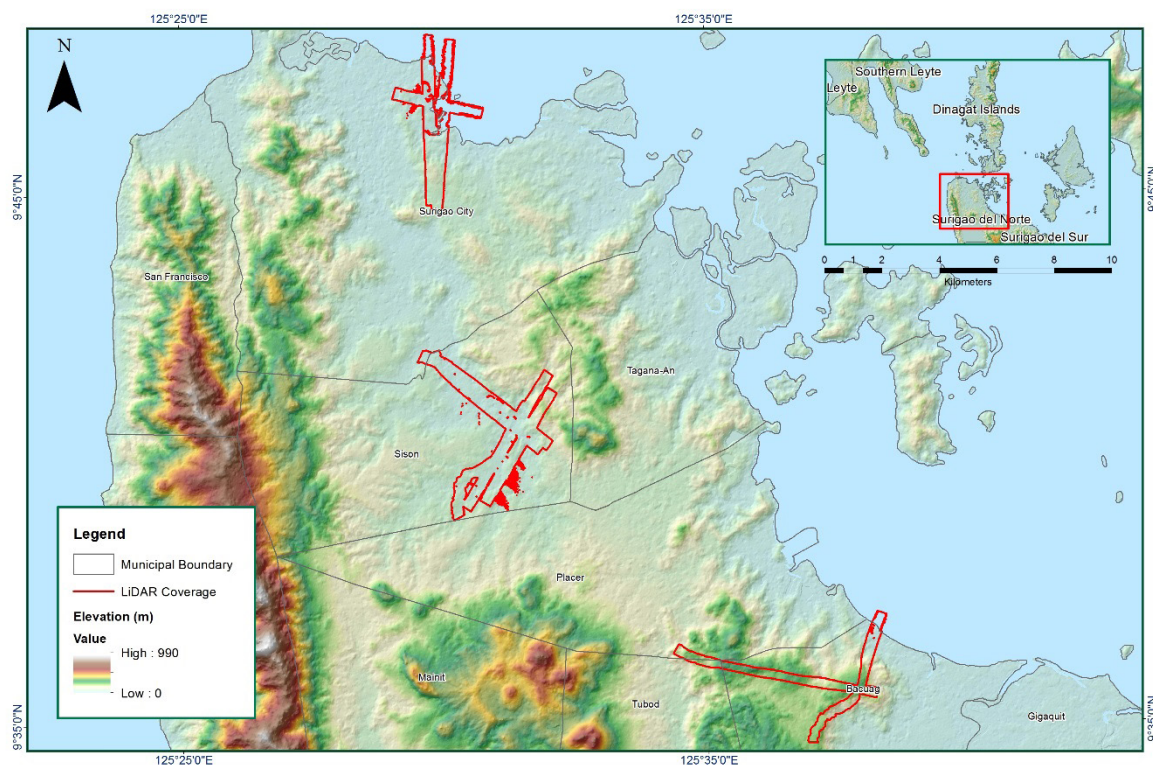 125°25'0"E
125°35'0"E
N
Southern Leyte
Leyte
Dinagat Islands
Surigao del Norte
Surigao del Sur
9°45'0"N
9°45'0"N
0 1 2 4 6 8 10
Kilometers
Surigao City
San Francisco
Tagana-An
Sison
Placer
Mainit
Tubod
Bacuag
Gigaquit
Legend
Municipal Boundary
LiDAR Coverage
Elevation (m)
Value
High : 990
Low : 0
9°35'0"N
9°35'0"N
125°25'0"E
125°35'0"E